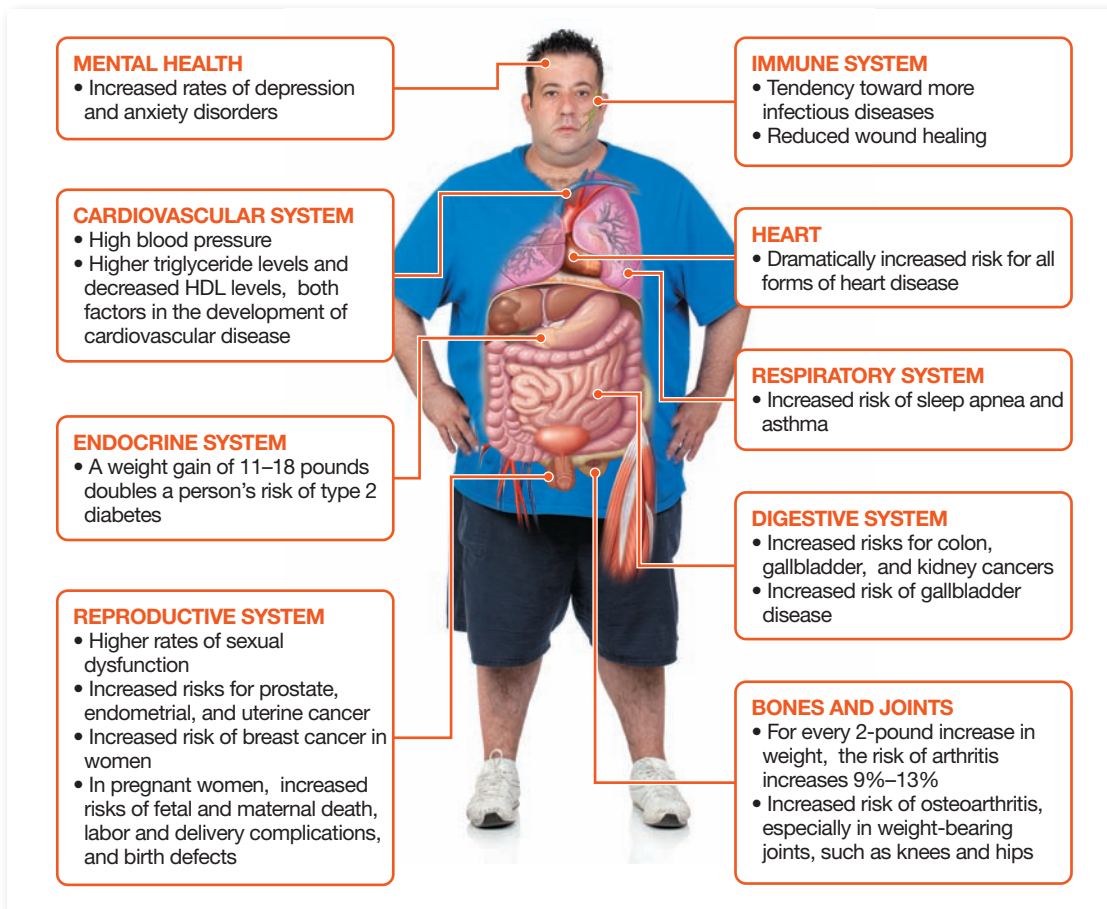 MENTAL HEALTH
• Increased rates of depression
and anxiety disorders
CARDIOVASCULAR SYSTEM
• High blood pressure
• Higher triglyceride levels and
decreased HDL levels, both
factors in the development of
cardiovascular disease
ENDOCRINE SYSTEM
• A weight gain of 11–18 pounds
doubles a person's risk of type 2
diabetes
REPRODUCTIVE SYSTEM
• Higher rates of sexual
dysfunction
• Increased risks for prostate,
endometrial, and uterine cancer
• Increased risk of breast cancer in
women
• In pregnant women, increased
risks of fetal and maternal death,
labor and delivery complications,
and birth defects
IMMUNE SYSTEM
• Tendency toward more
infectious diseases
• Reduced wound healing
HEART
• Dramatically increased risk for all
forms of heart disease
RESPIRATORY SYSTEM
• Increased risk of sleep apnea and
asthma
DIGESTIVE SYSTEM
• Increased risks for colon,
gallbladder, and kidney cancers
• Increased risk of gallbladder
disease
BONES AND JOINTS
• For every 2-pound increase in
weight, the risk of arthritis
increases 9%–13%
• Increased risk of osteoarthritis,
especially in weight-bearing
joints, such as knees and hips